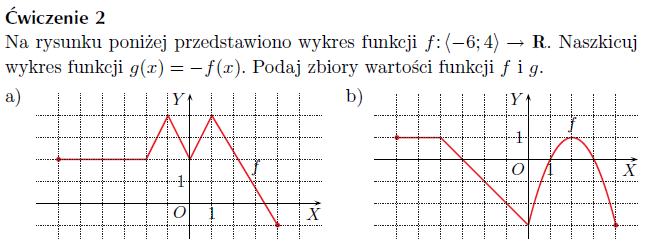 Ćwiczenie 2
Na rysunku poniżej przedstawiono wykres funkcji f: ⟨−6; 4⟩ → R. Naszkicuj
wykres funkcji g(x) = −f(x). Podaj zbiory wartości funkcji f i g.
a)
Y
f
1
O
1
X
b)
Y
f
1
O
1
X